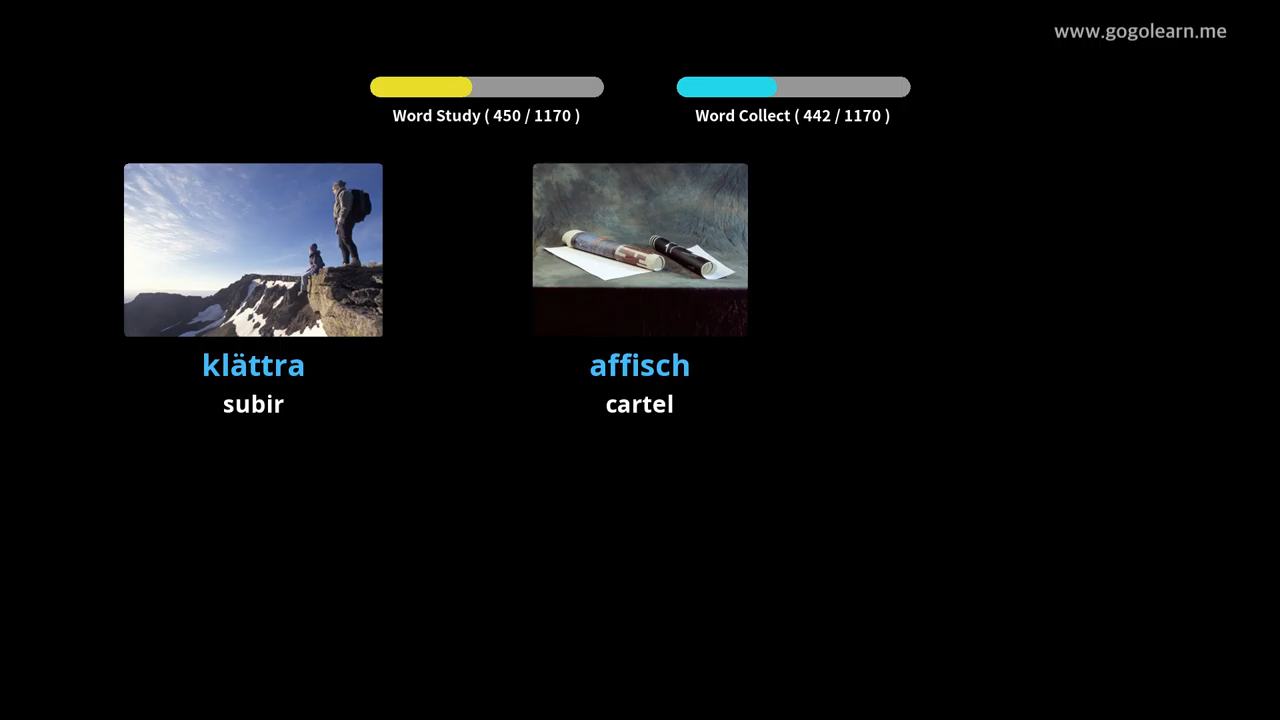 www.gogolearn.me
Word Study ( 450 / 1170 )
Word Collect ( 442 / 1170 )
klättra
subir
affisch
cartel